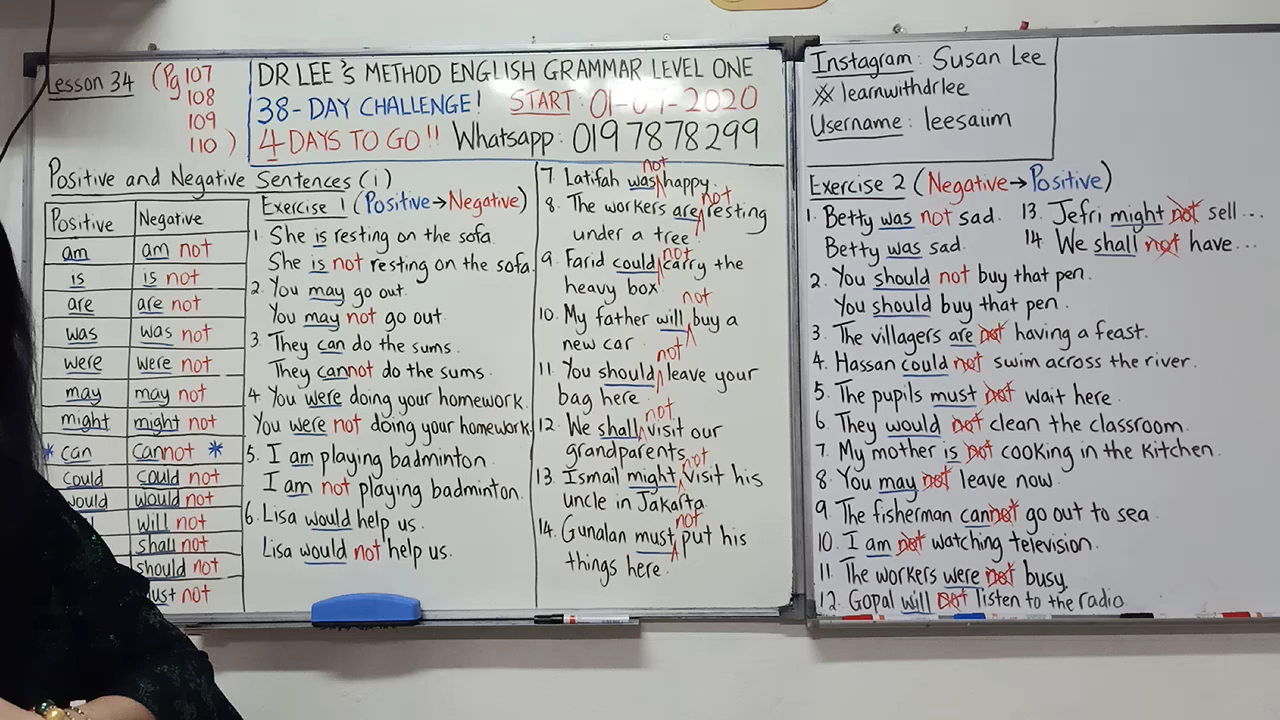 Lesson 34 (Pg 107
108
109
110)
DR LEE'S METHOD ENGLISH GRAMMAR LEVEL ONE
38-DAY CHALLENGE! START: 01-07-2020
4 DAYS TO GO!! Whatsapp: 0197878299
Positive and Negative Sentences (1)
Positive Negative
am am not
is is not
are are not
was was not
were were not
may may not
might might not
* can cannot *
could could not
would would not
will not
shall not
should not
ust not
Exercise 1 (Positive→Negative)
1. She is resting on the sofa.
She is not resting on the sofa.
2. You may go out.
You may not go out.
3. They can do the sums.
They cannot do the sums.
4. You were doing your homework.
You were not doing your homework.
5. I am playing badminton.
I am not playing badminton.
6. Lisa would help us.
Lisa would not help us.
7. Latifah was not happy.
8. The workers are not resting
under a tree.
9. Farid could not carry the
heavy box.
10. My father will not buy a
new car.
11. You should not leave your
bag here.
12. We shall not visit our
grandparents.
13. Ismail might not visit his
uncle in Jakarta.
14. Gunalan must not put his
things here.
Instagram: Susan Lee
learnwithdrlee
Username: leesaiim
Exercise 2 (Negative→Positive)
1. Betty was not sad.
Betty was sad.
2. You should not buy that pen.
You should buy that pen.
3. The villagers are not having a feast.
4. Hassan could not swim across the river.
5. The pupils must not wait here.
6. They would not clean the classroom.
7. My mother is not cooking in the kitchen.
8. You may not leave now.
9. The fisherman cannot go out to sea.
10. I am not watching television.
11. The workers were not busy.
12. Gopal will not listen to the radio
13. Jefri might not sell...
14. We shall not have...